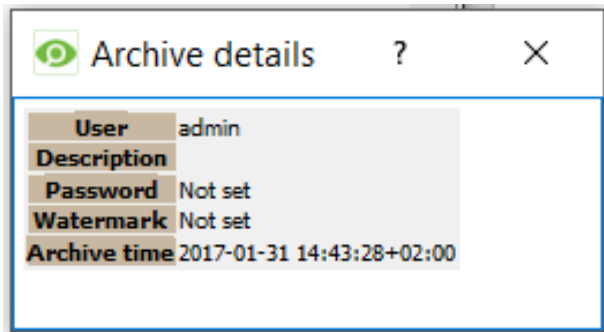 Archive details ?
User admin
Description
Password Not set
Watermark Not set
Archive time 2017-01-31 14:43:28+02:00